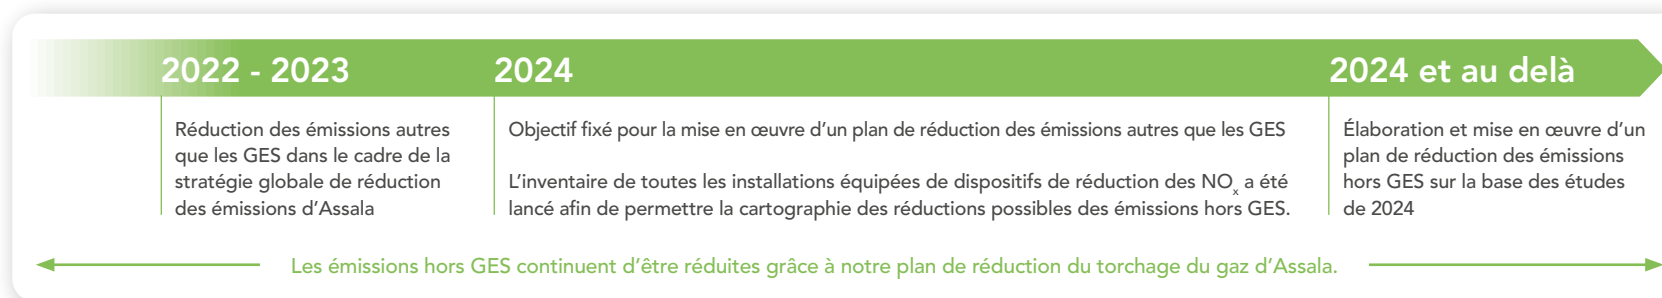 2022 - 2023
Réduction des émissions autres
que les GES dans le cadre de la
stratégie globale de réduction
des émissions d’Assala
2024
Objectif fixé pour la mise en œuvre d’un plan de réduction des émissions autres que les GES
L’inventaire de toutes les installations équipées de dispositifs de réduction des NOₓ a été
lancé afin de permettre la cartographie des réductions possibles des émissions hors GES.
2024 et au delà
Élaboration et mise en œuvre d’un
plan de réduction des émissions
hors GES sur la base des études
de 2024
Les émissions hors GES continuent d’être réduites grâce à notre plan de réduction du torchage du gaz d’Assala.